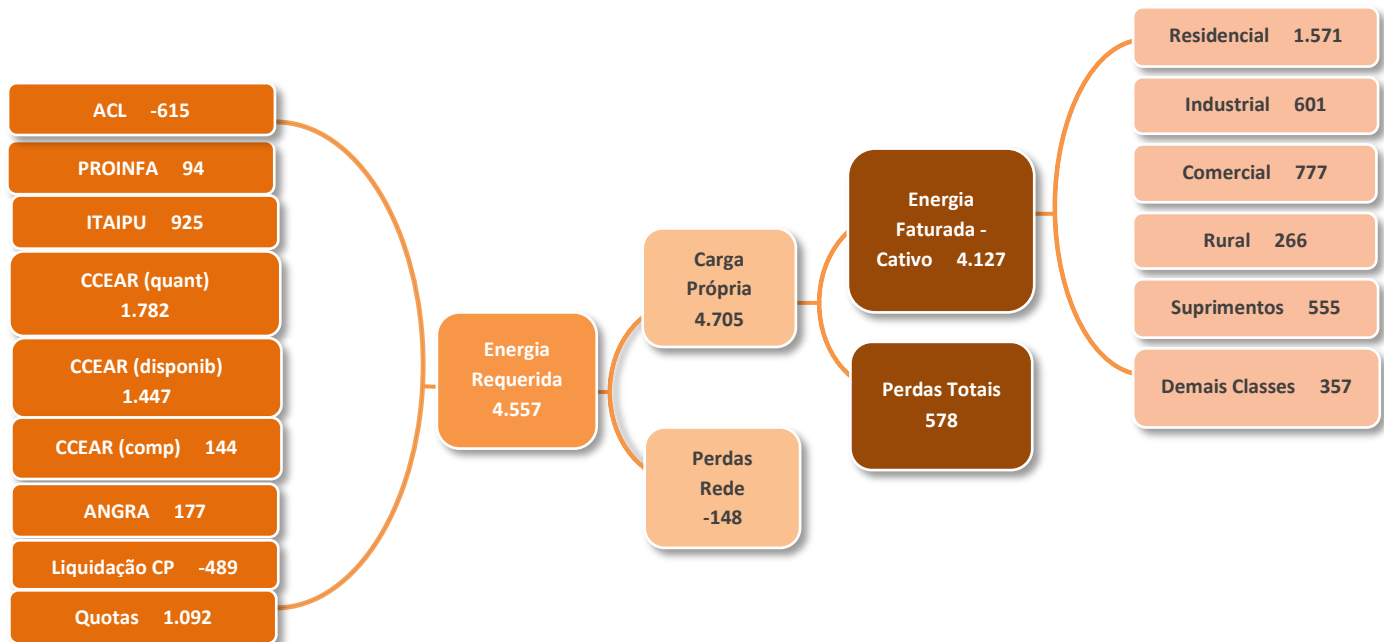 ACL -615
PROINFA 94
ITAIPU 925
CCEAR (quant)
1.782
CCEAR (disponib)
1.447
CCEAR (comp) 144
ANGRA 177
Liquidação CP -489
Quotas 1.092
Energia
Requerida
4.557
Carga
Própria
4.705
Perdas
Rede
-148
Energia
Faturada -
Cativo 4.127
Perdas Totais
578
Residencial 1.571
Industrial 601
Comercial 777
Rural 266
Suprimentos 555
Demais Classes 357